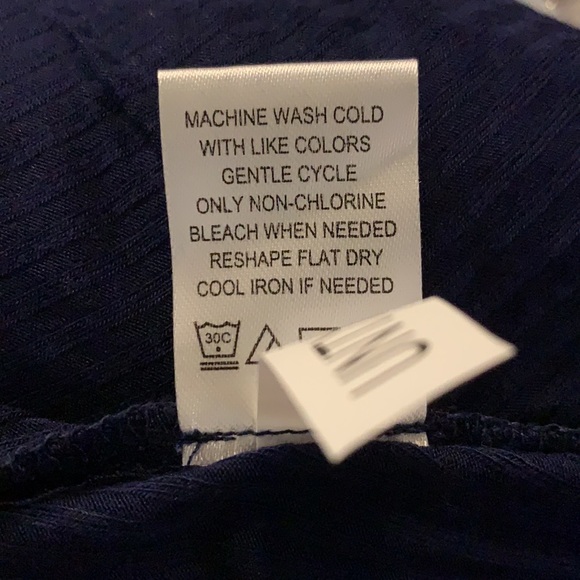 MACHINE WASH COLD
WITH LIKE COLORS
GENTLE CYCLE
ONLY NON-CHLORINE
BLEACH WHEN NEEDED
RESHAPE FLAT DRY
COOL IRON IF NEEDED
30C